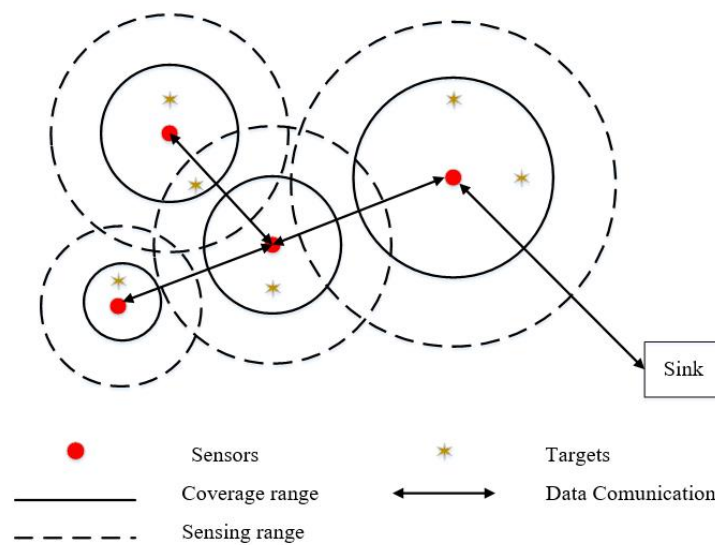 Sink
Sensors
Targets
Coverage range
Data Comunication
Sensing range